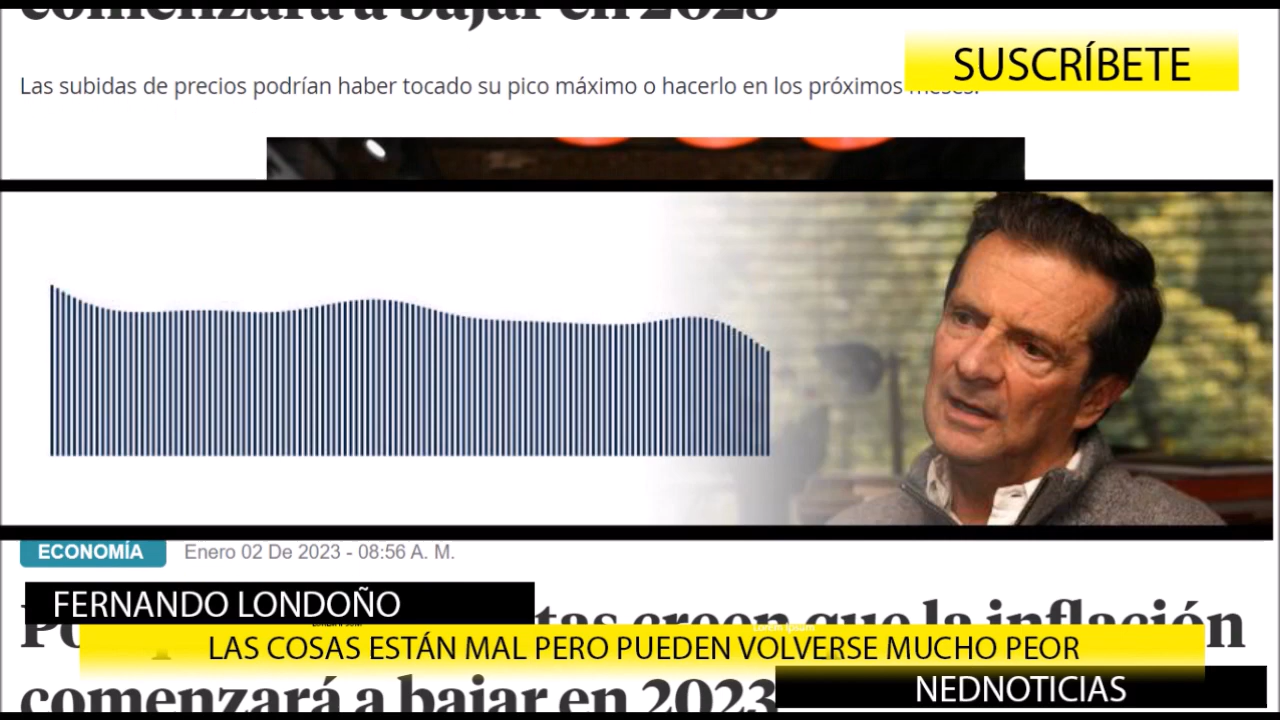 comenzará a bajar en 2023
SUSCRÍBETE
Las subidas de precios podrían haber tocado su pico máximo o hacerlo en los próximos meses.
ECONOMÍA
Enero 02 De 2023 - 08:56 A. M.
FERNANDO LONDOÑO
creen que la inflación
LAS COSAS ESTÁN MAL PERO PUEDEN VOLVERSE MUCHO PEOR
comenzará a bajar en 2023
NEDNOTICIAS